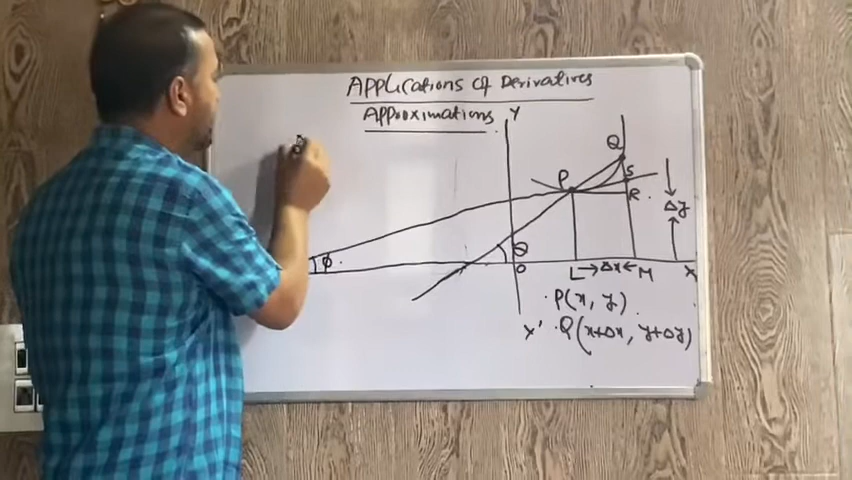 Applications of Derivatives
Approximations
Y
Q
P
S
R
Δy
θ
φ
O
L
Δx
M
X
P(x, y)
X'
Q(x+Δx, y+Δy)